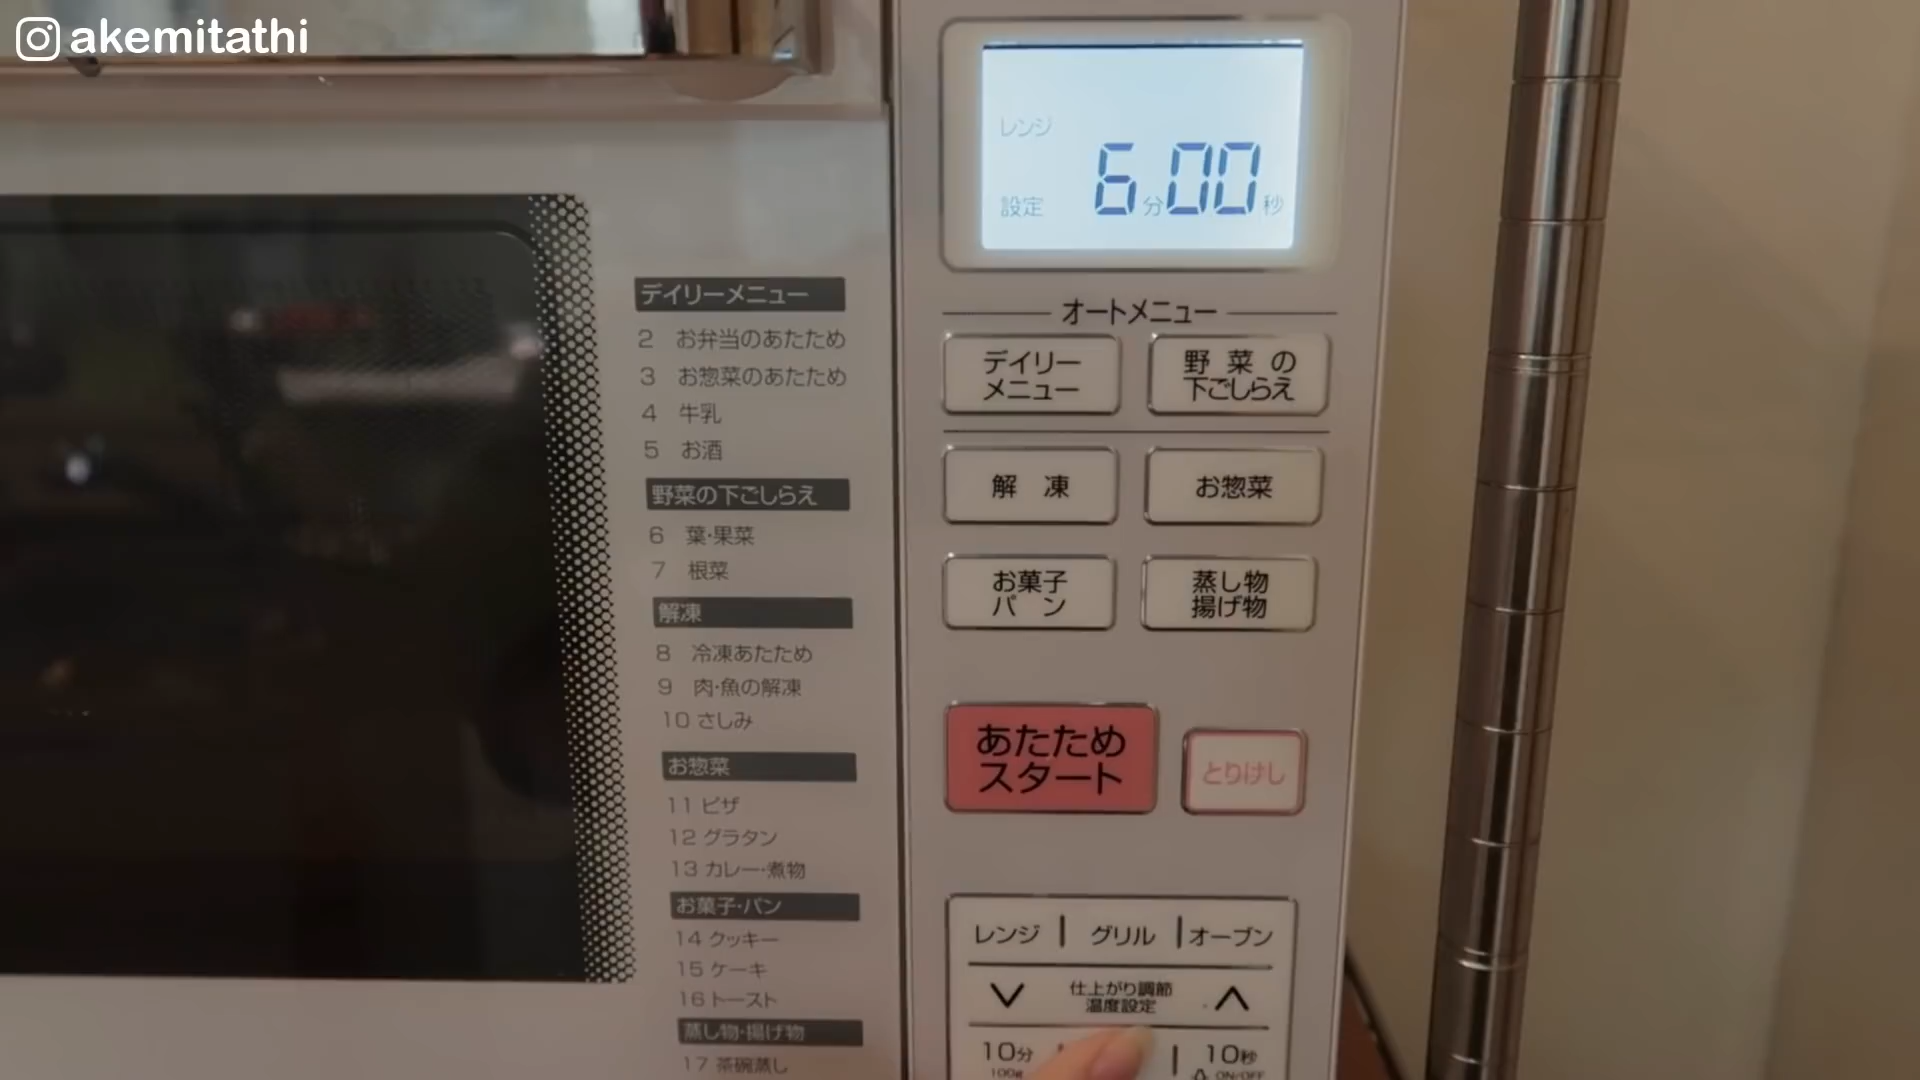 akemitathi
レンジ
6分00秒
設定
デイリーメニュー
2 お弁当のあたため
3 お惣菜のあたため
4 牛乳
5 お酒
野菜の下ごしらえ
6 葉・果菜
7 根菜
解凍
8 冷凍あたため
9 肉・魚の解凍
10 さしみ
お惣菜
11 ピザ
12 グラタン
13 カレー・煮物
お菓子・パン
14 クッキー
15 ケーキ
16 トースト
蒸し物・揚げ物
17 茶碗蒸し
オートメニュー
デイリー
メニュー
野菜の
下ごしらえ
解凍
お惣菜
お菓子
パン
蒸し物
揚げ物
あたため
スタート
とりけし
レンジ | グリル | オーブン
仕上がり調節
温度設定
10分
100g
10秒
ON/OFF